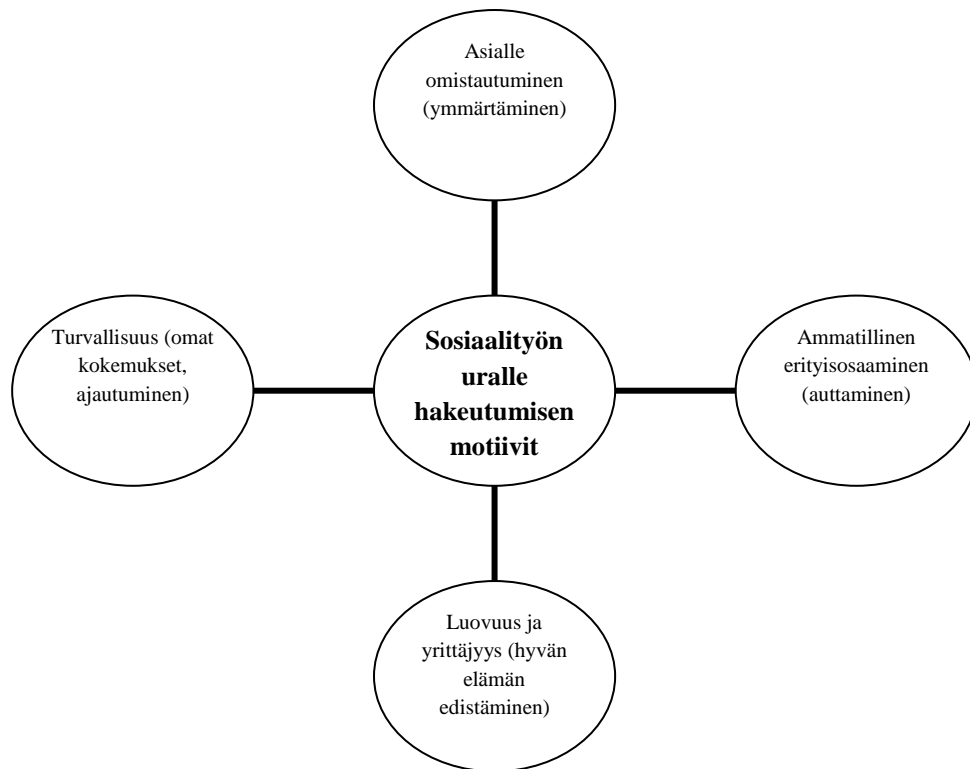 Asialle
omistautuminen
(ymmärtäminen)
Turvallisuus (omat
kokemukset,
ajautuminen)
Sosiaalityön
uralle
hakeutumisen
motiivit
Ammatillinen
erityisosaaminen
(auttaminen)
Luovuus ja
yrittäjyys (hyvän
elämän
edistäminen)